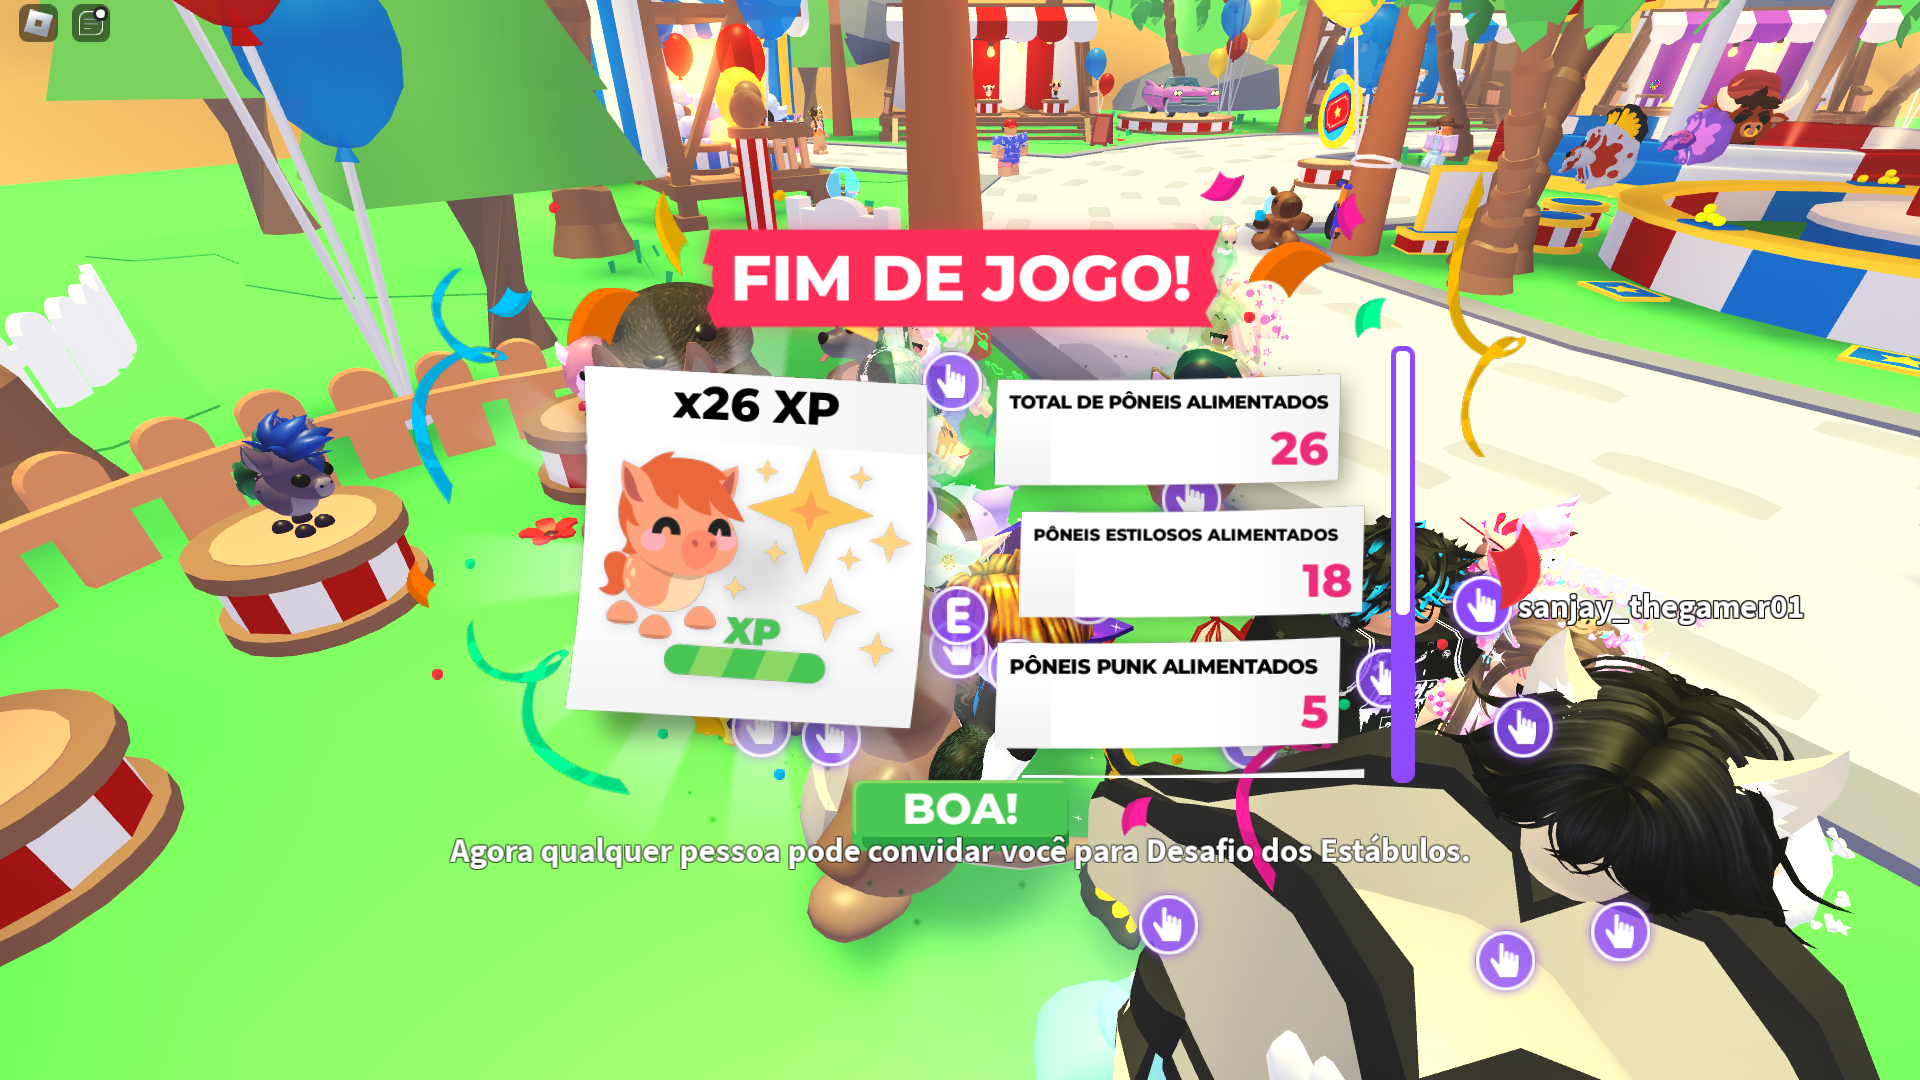 FIM DE JOGO!
x26 XP
XP
TOTAL DE PÔNEIS ALIMENTADOS
26
PÔNEIS ESTILOSOS ALIMENTADOS
18
E
sanjay_thegamer01
PÔNEIS PUNK ALIMENTADOS
5
BOA!
Agora qualquer pessoa pode convidar você para Desafio dos Estábulos.